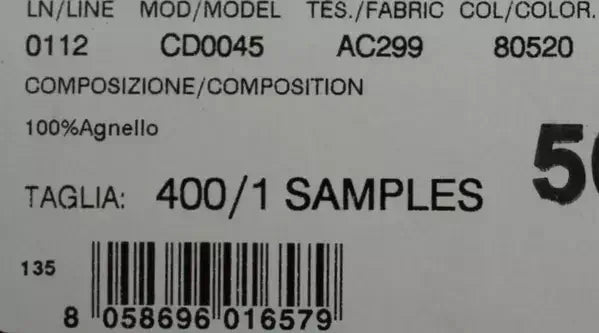 LN/LINE MOD/MODEL TES./FABRIC COL/COLOR.
0112 CD0045 AC299 80520
COMPOSIZIONE/COMPOSITION
100%Agnello
TAGLIA: 400/1 SAMPLES
135
8 058696 016579